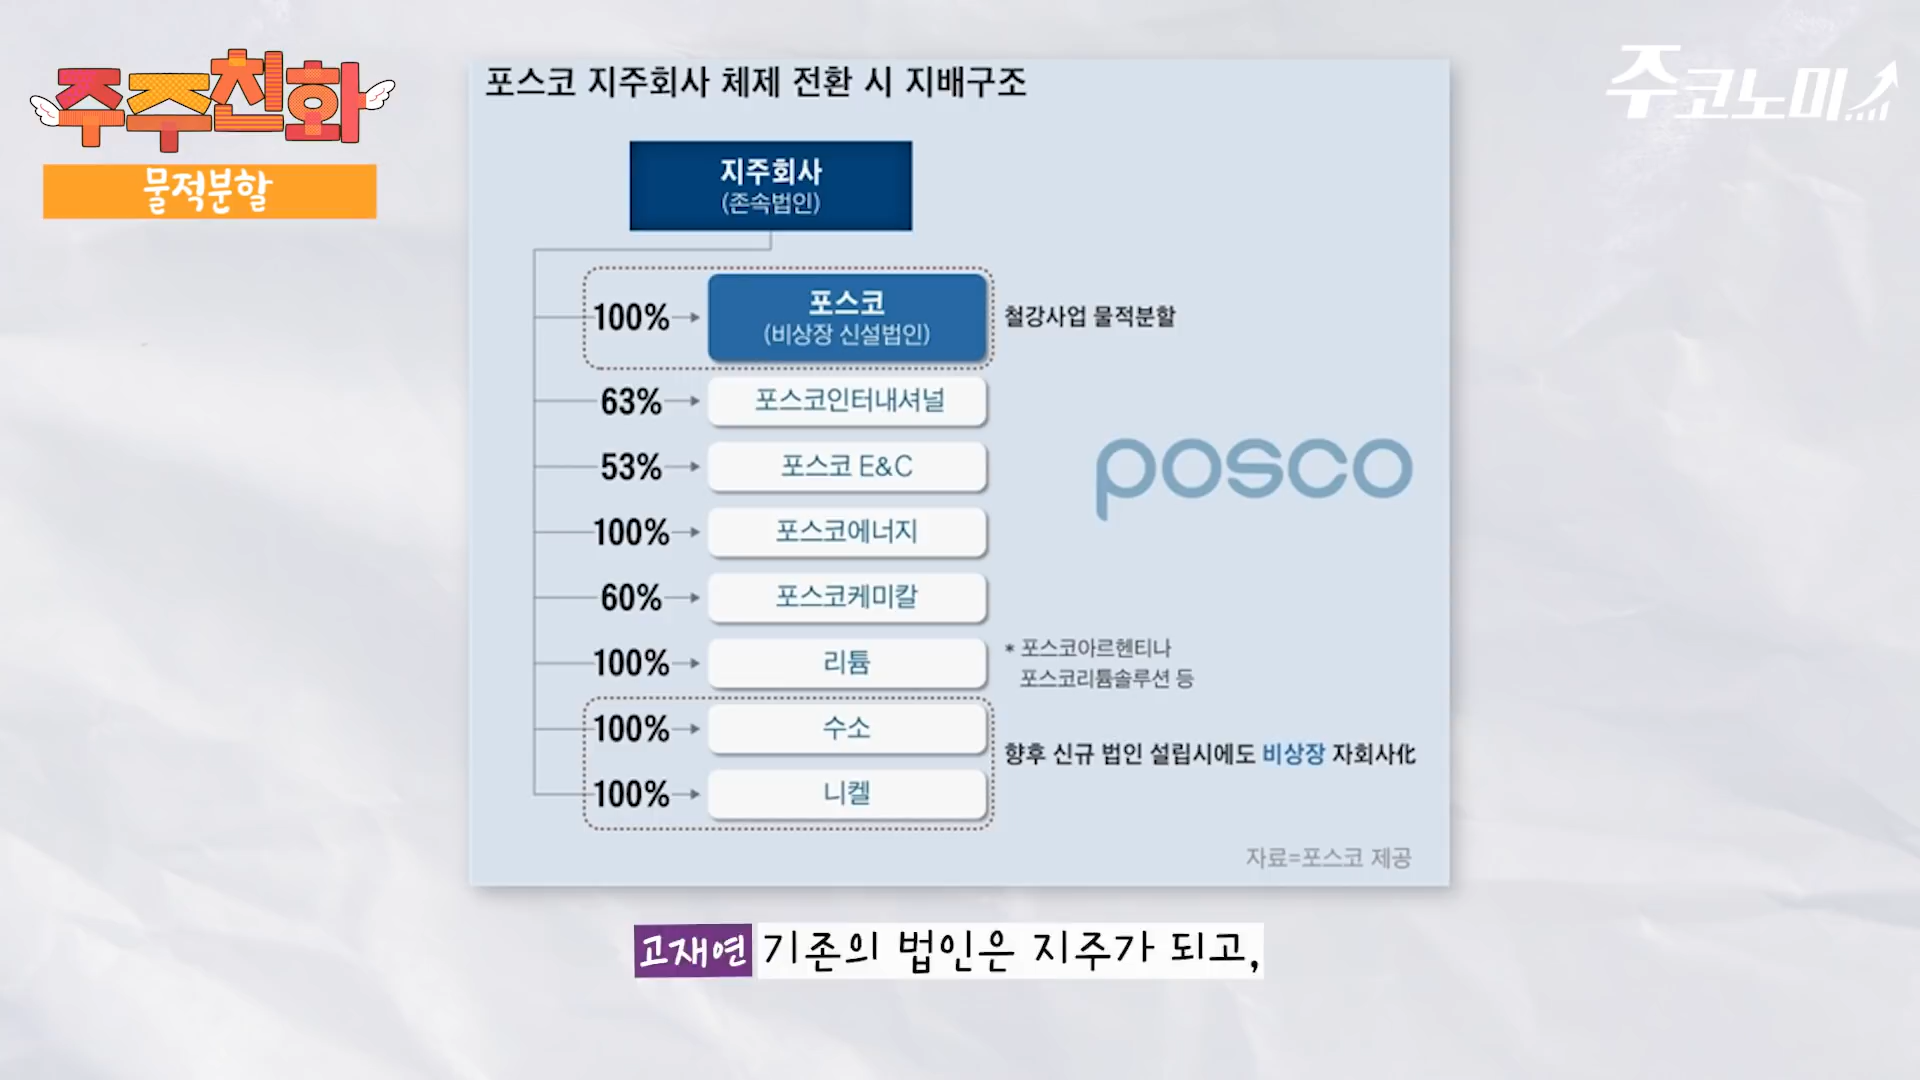 주주친화
물적분할
주코노미
포스코 지주회사 체제 전환 시 지배구조
지주회사
(존속법인)
100%
포스코
(비상장 신설법인)
철강사업 물적분할
63%
포스코인터내셔널
53%
포스코 E&C
100%
포스코에너지
60%
포스코케미칼
100%
리튬
* 포스코아르헨티나
포스코리튬솔루션 등
100%
수소
100%
니켈
향후 신규 법인 설립시에도 비상장 자회사化
posco
자료=포스코 제공
고재연 기존의 법인은 지주가 되고,